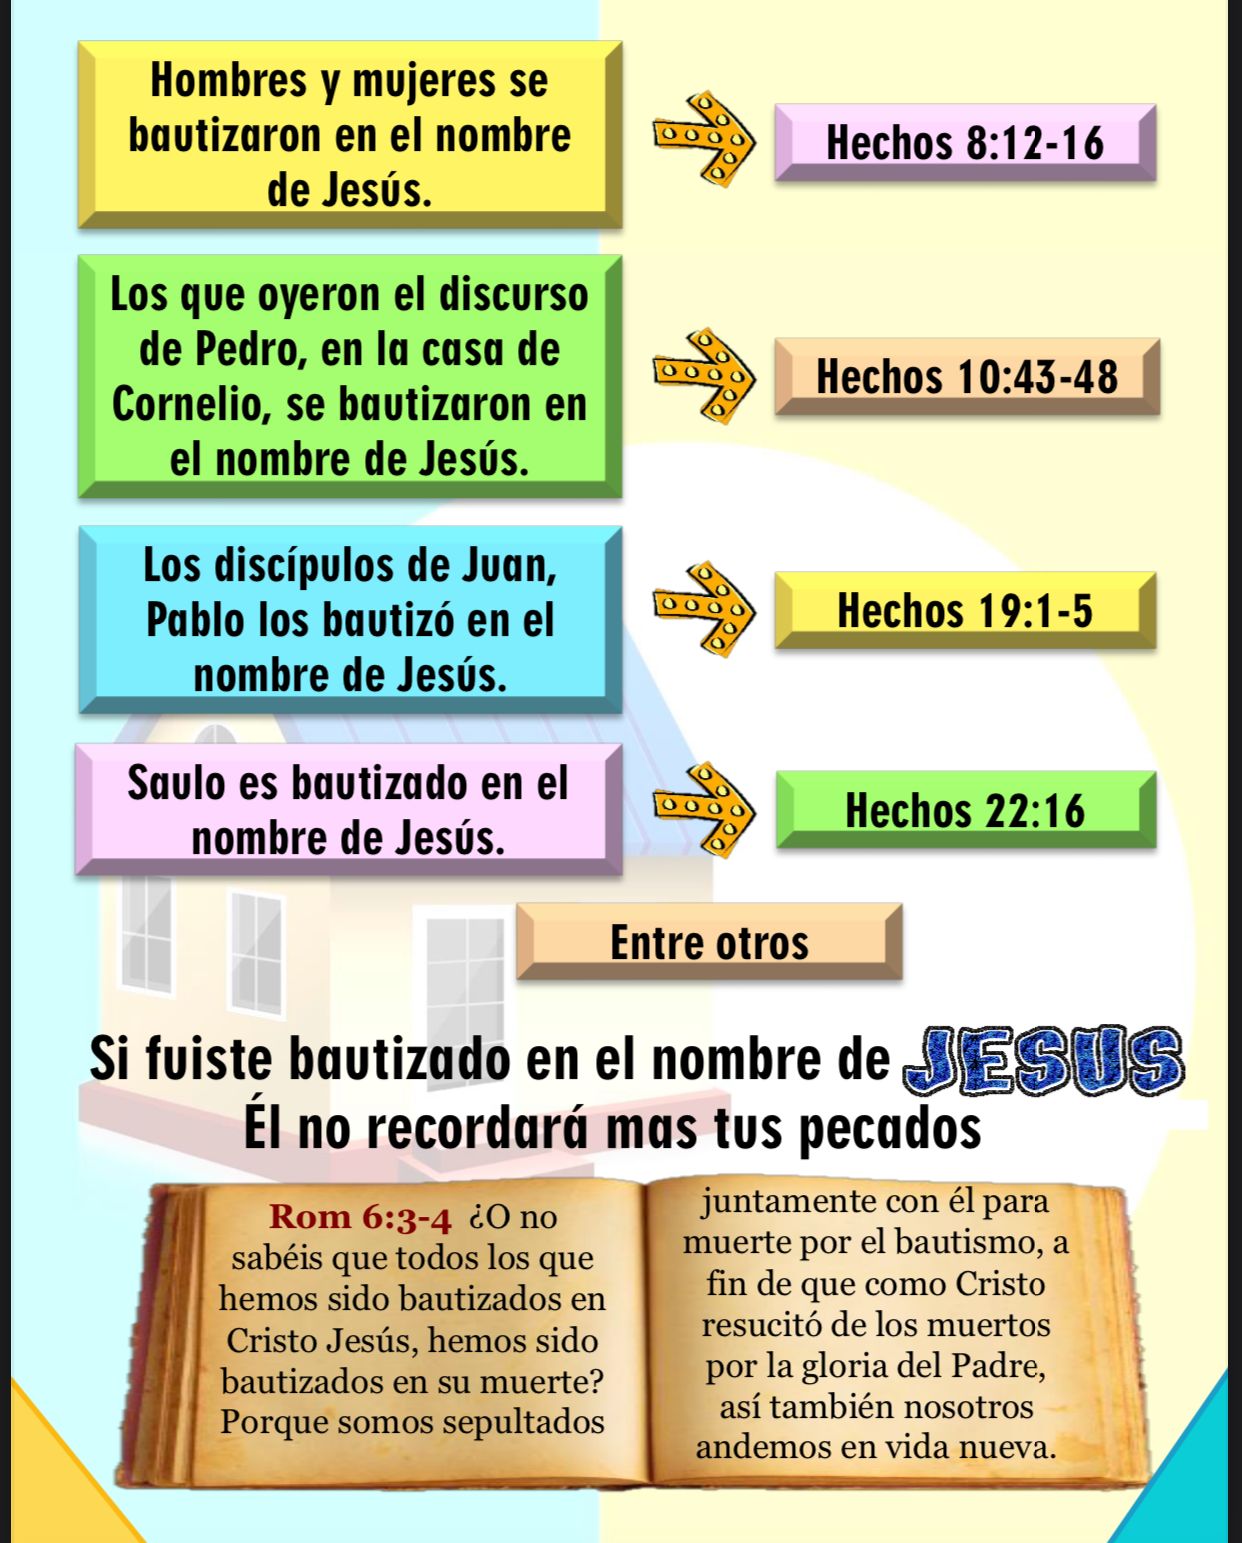 Hombres y mujeres se
bautizaron en el nombre
de Jesús.
Hechos 8:12-16
Los que oyeron el discurso
de Pedro, en la casa de
Cornelio, se bautizaron en
el nombre de Jesús.
Hechos 10:43-48
Los discípulos de Juan,
Pablo los bautizó en el
nombre de Jesús.
Hechos 19:1-5
Saulo es bautizado en el
nombre de Jesús.
Hechos 22:16
Entre otros
Si fuiste bautizado en el nombre de JESUS
Él no recordará mas tus pecados
Rom 6:3-4 ¿O no
sabéis que todos los que
hemos sido bautizados en
Cristo Jesús, hemos sido
bautizados en su muerte?
Porque somos sepultados
juntamente con él para
muerte por el bautismo, a
fin de que como Cristo
resucitó de los muertos
por la gloria del Padre,
así también nosotros
andemos en vida nueva.